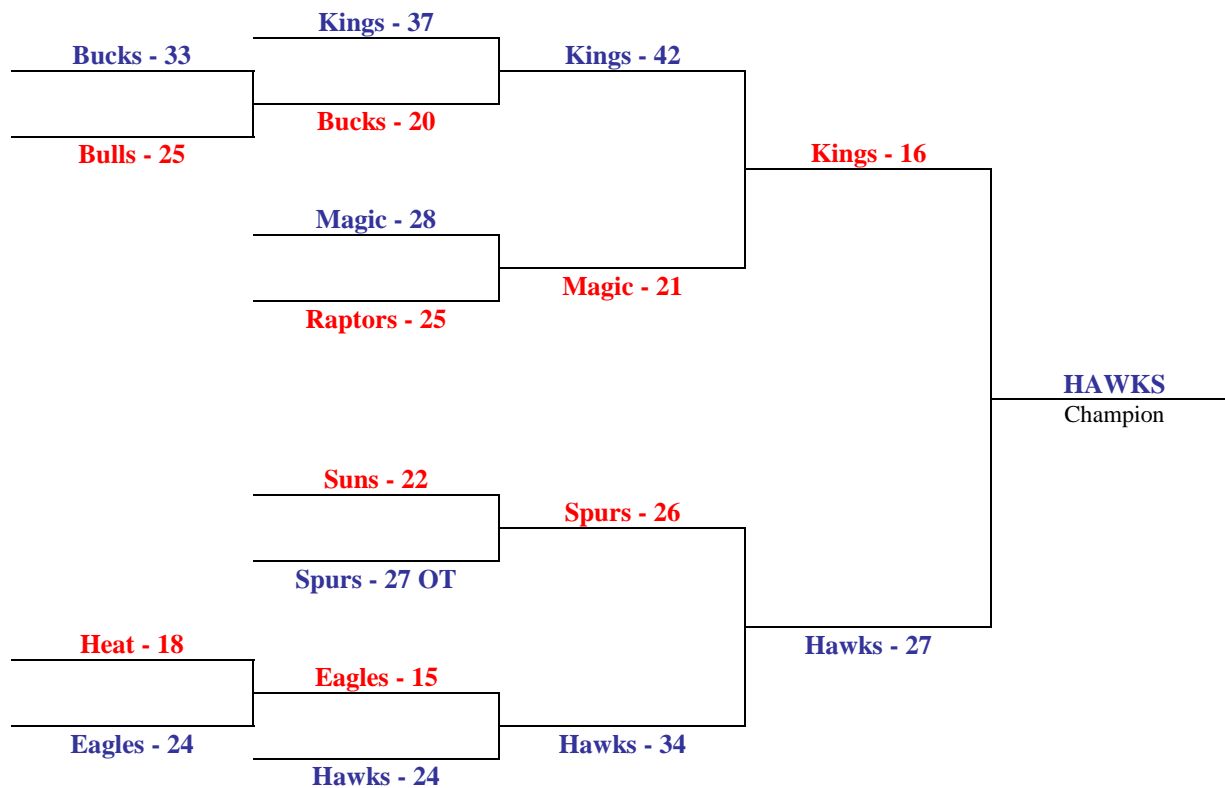 Kings - 37
Bucks - 33
Kings - 42
Bucks - 20
Bulls - 25
Kings - 16
Magic - 28
Magic - 21
Raptors - 25
HAWKS
Champion
Suns - 22
Spurs - 26
Spurs - 27 OT
Heat - 18
Hawks - 27
Eagles - 15
Eagles - 24
Hawks - 34
Hawks - 24